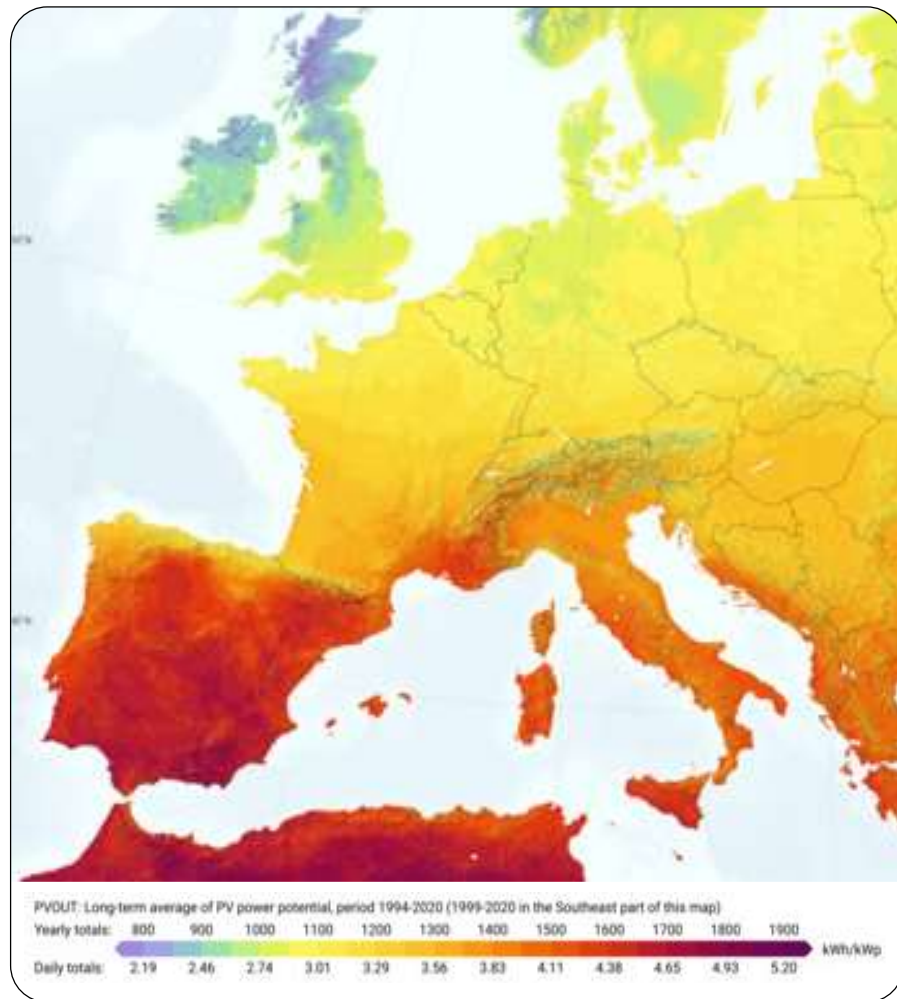 PVOUT: Long-term average of PV power potential, period 1994-2020 (1999-2020 in the Southeast part of this map)
Yearly totals: 800 900 1000 1100 1200 1300 1400 1500 1600 1700 1800 1900
kWh/kWp
Daily totals: 2.19 2.46 2.74 3.01 3.29 3.56 3.83 4.11 4.38 4.65 4.93 5.20